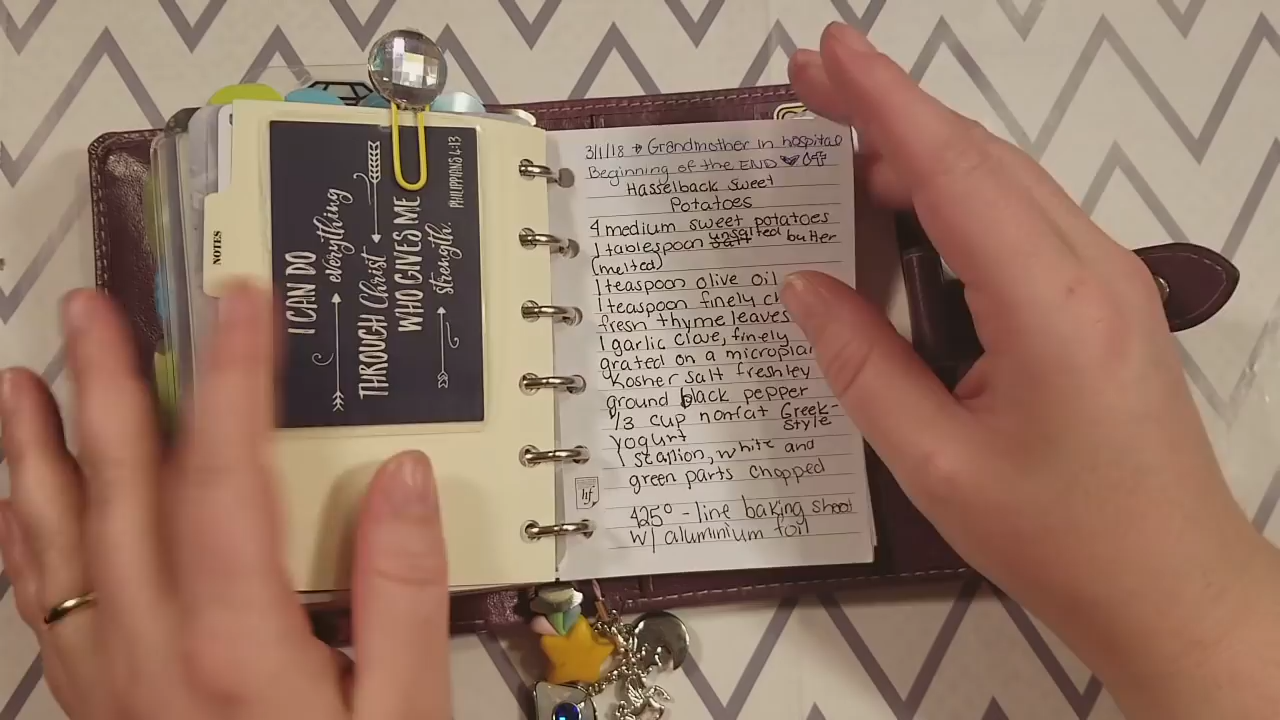 NOTES
I CAN DO
everything
THROUGH Christ
WHO GIVES ME
strength.
PHILIPPIANS 4:13
3/1/18 → Grandmother in hospital
Beginning of the END
Hasselback Sweet
Potatoes
4 medium sweet potatoes
1 tablespoon unsalted butter
(melted)
1 teaspoon olive oil
1 teaspoon finely ch
fresh thyme leaves
1 garlic clove, finely
grated on a microplan
Kosher salt freshley
ground black pepper
1/3 cup nonfat Greek-
style
yogurt
1 scallion, white and
green parts chopped
425° - line baking sheet
w/ aluminium foil
hf